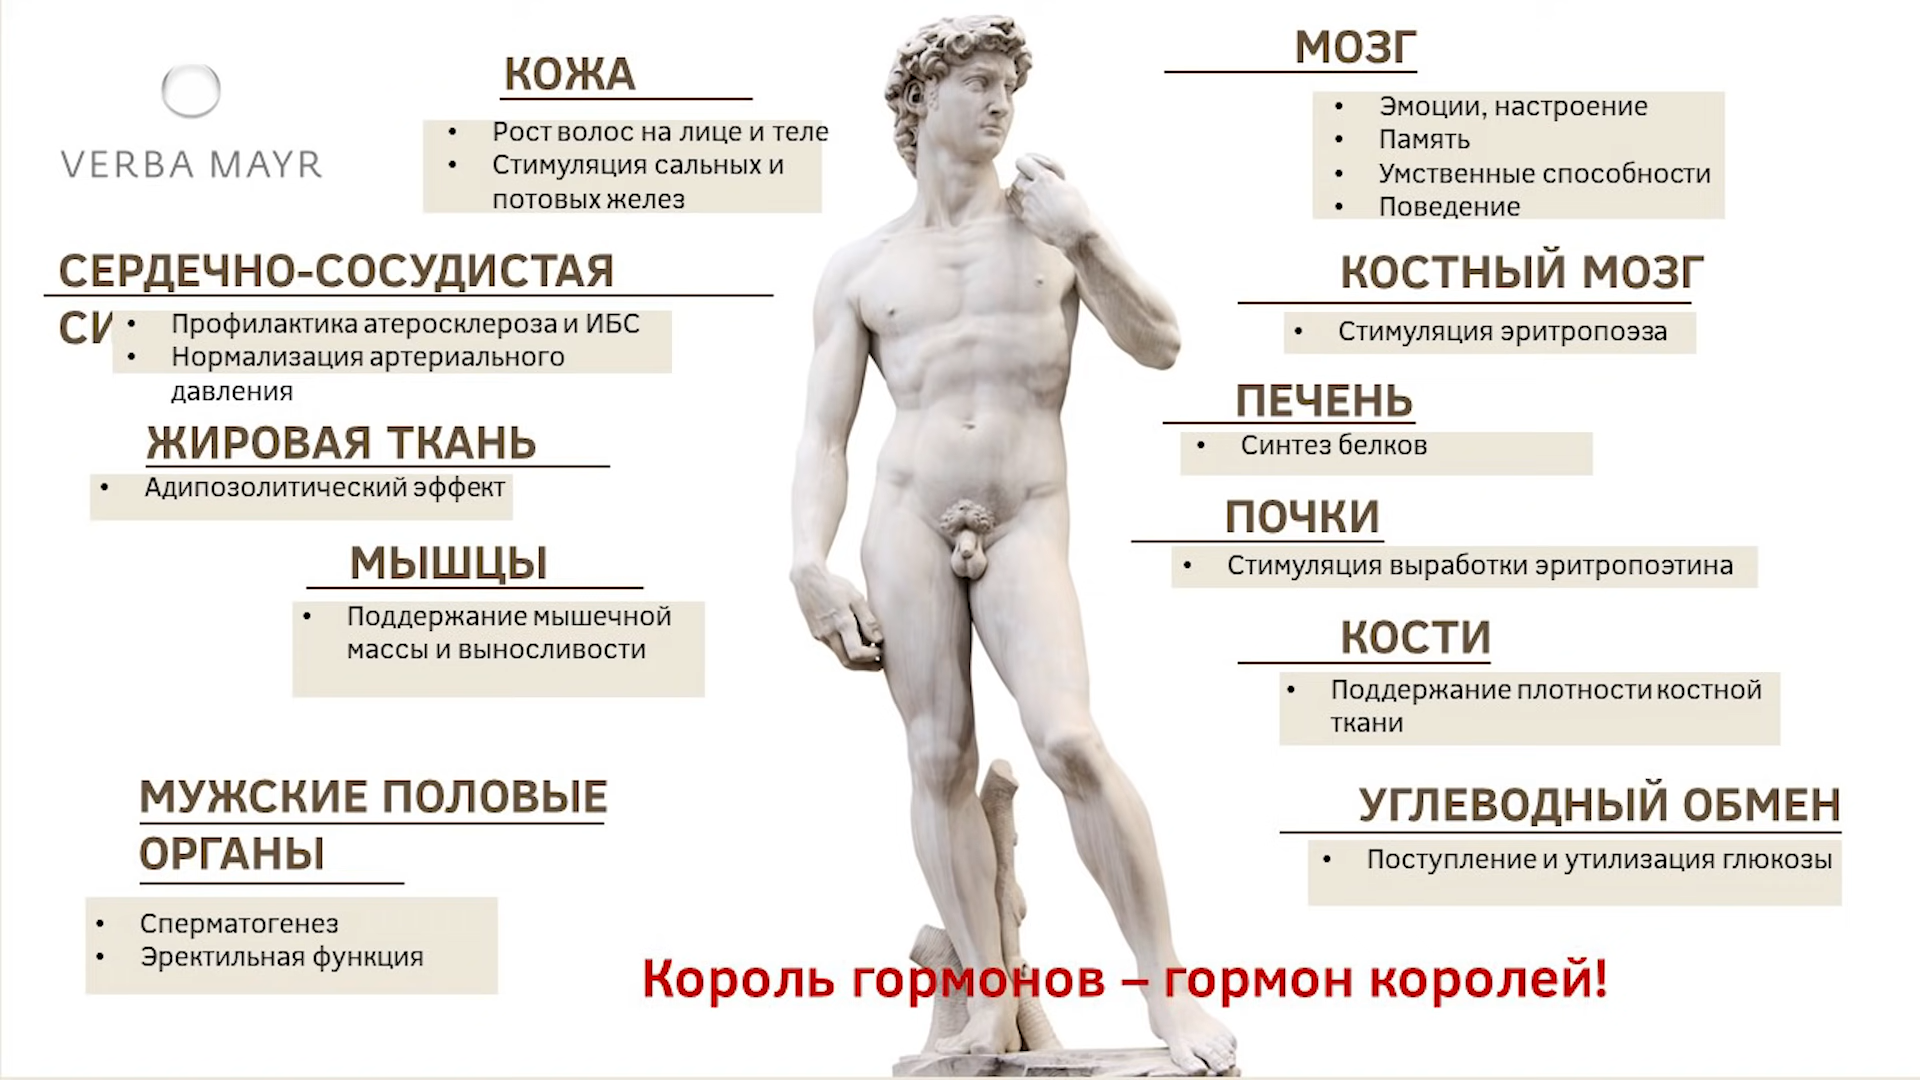 VERBA MAYR
КОЖА
• Рост волос на лице и теле
• Стимуляция сальных и
потовых желез
СЕРДЕЧНО-СОСУДИСТАЯ
• Профилактика атеросклероза и ИБС
• Нормализация артериального
давления
ЖИРОВАЯ ТКАНЬ
• Адипозолитический эффект
МЫШЦЫ
• Поддержание мышечной
массы и выносливости
МУЖСКИЕ ПОЛОВЫЕ
ОРГАНЫ
• Сперматогенез
• Эректильная функция
МОЗГ
• Эмоции, настроение
• Память
• Умственные способности
• Поведение
КОСТНЫЙ МОЗГ
• Стимуляция эритропоэза
ПЕЧЕНЬ
• Синтез белков
ПОЧКИ
• Стимуляция выработки эритропоэтина
КОСТИ
• Поддержание плотности костной
ткани
УГЛЕВОДНЫЙ ОБМЕН
• Поступление и утилизация глюкозы
Король гормонов – гормон королей!